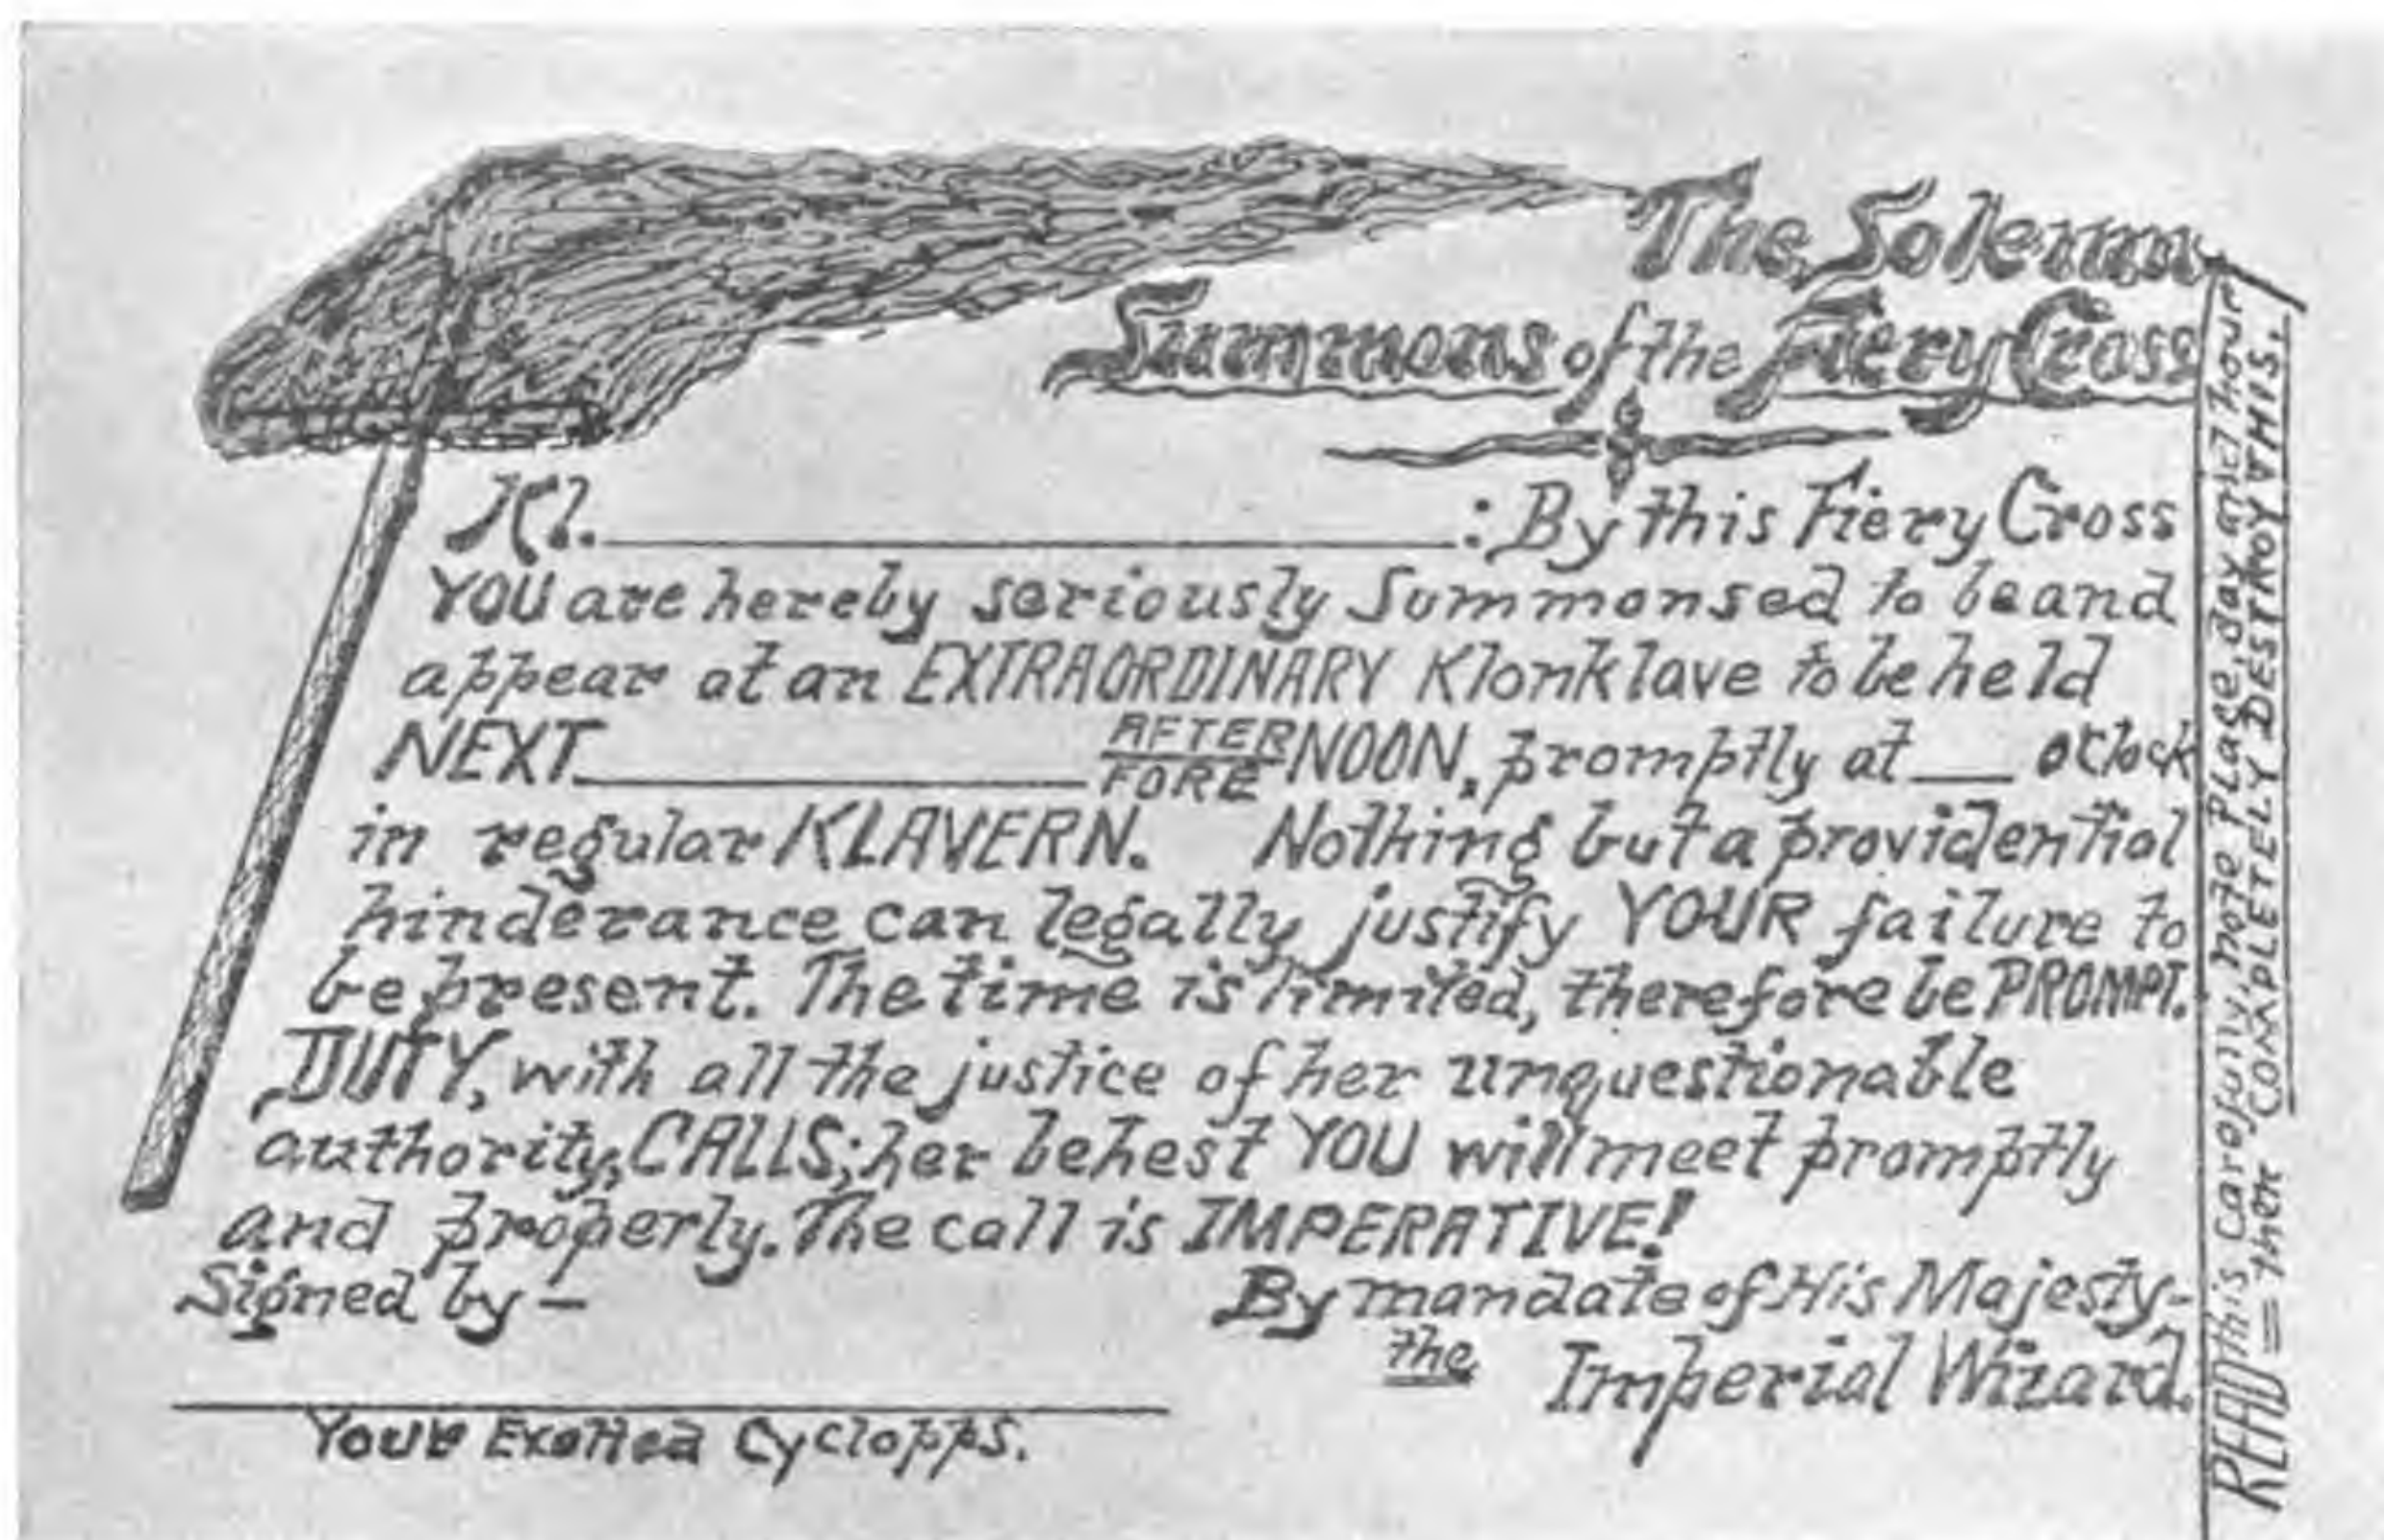 The Solemn
Summons of the Fiery Cross
Kl. : By this Fiery Cross
YOU are hereby seriously Summonsed to be and
appear at an EXTRAORDINARY Klonklave to be held
NEXT AFTER
FORE NOON, promptly at o'clock
in regular KLAVERN. Nothing but a providential
hinderance can legally justify YOUR failure to
be present. The time is limited, therefore be PROMPT.
DUTY, with all the justice of her unquestionable
authority, CALLS; her behest YOU will meet promptly
and properly. The call is IMPERATIVE!
Signed by – By mandate of His Majesty-
the Imperial Wizard.
Your Exalted Cyclopps.
READ this carefully, note place, day and hour
= then COMPLETELY DESTROY THIS.